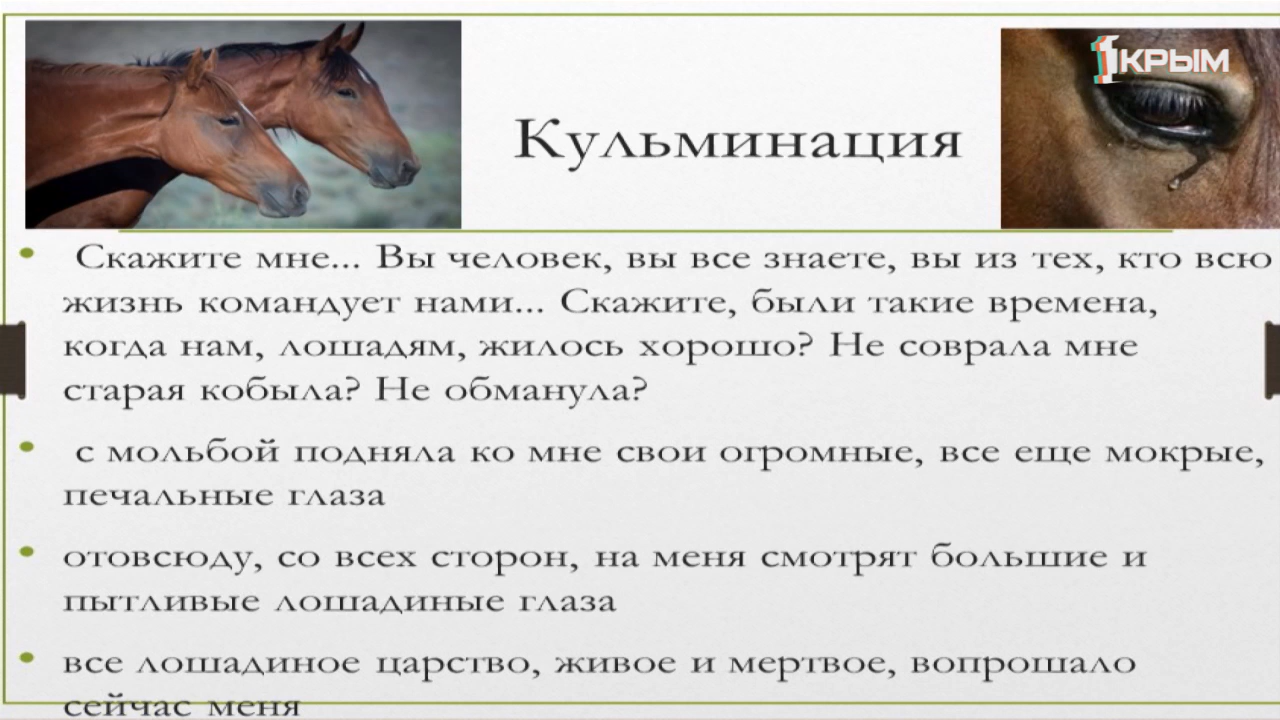 1КРЫМ
Кульминация
Скажите мне... Вы человек, вы все знаете, вы из тех, кто всю
жизнь командует нами... Скажите, были такие времена,
когда нам, лошадям, жилось хорошо? Не соврала мне
старая кобыла? Не обманула?
с мольбой подняла ко мне свои огромные, все еще мокрые,
печальные глаза
отовсюду, со всех сторон, на меня смотрят большие и
пытливые лошадиные глаза
все лошадиное царство, живое и мертвое, вопрошало
сейчас меня